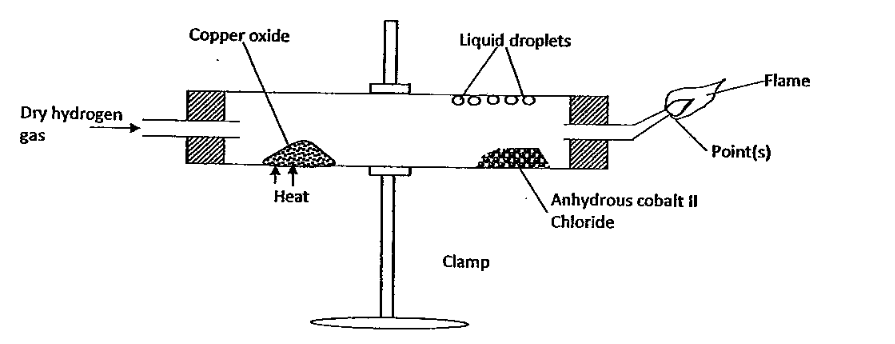 Copper oxide
Liquid droplets
Flame
Dry hydrogen
gas
Point(s)
Heat
Anhydrous cobalt II
Chloride
Clamp